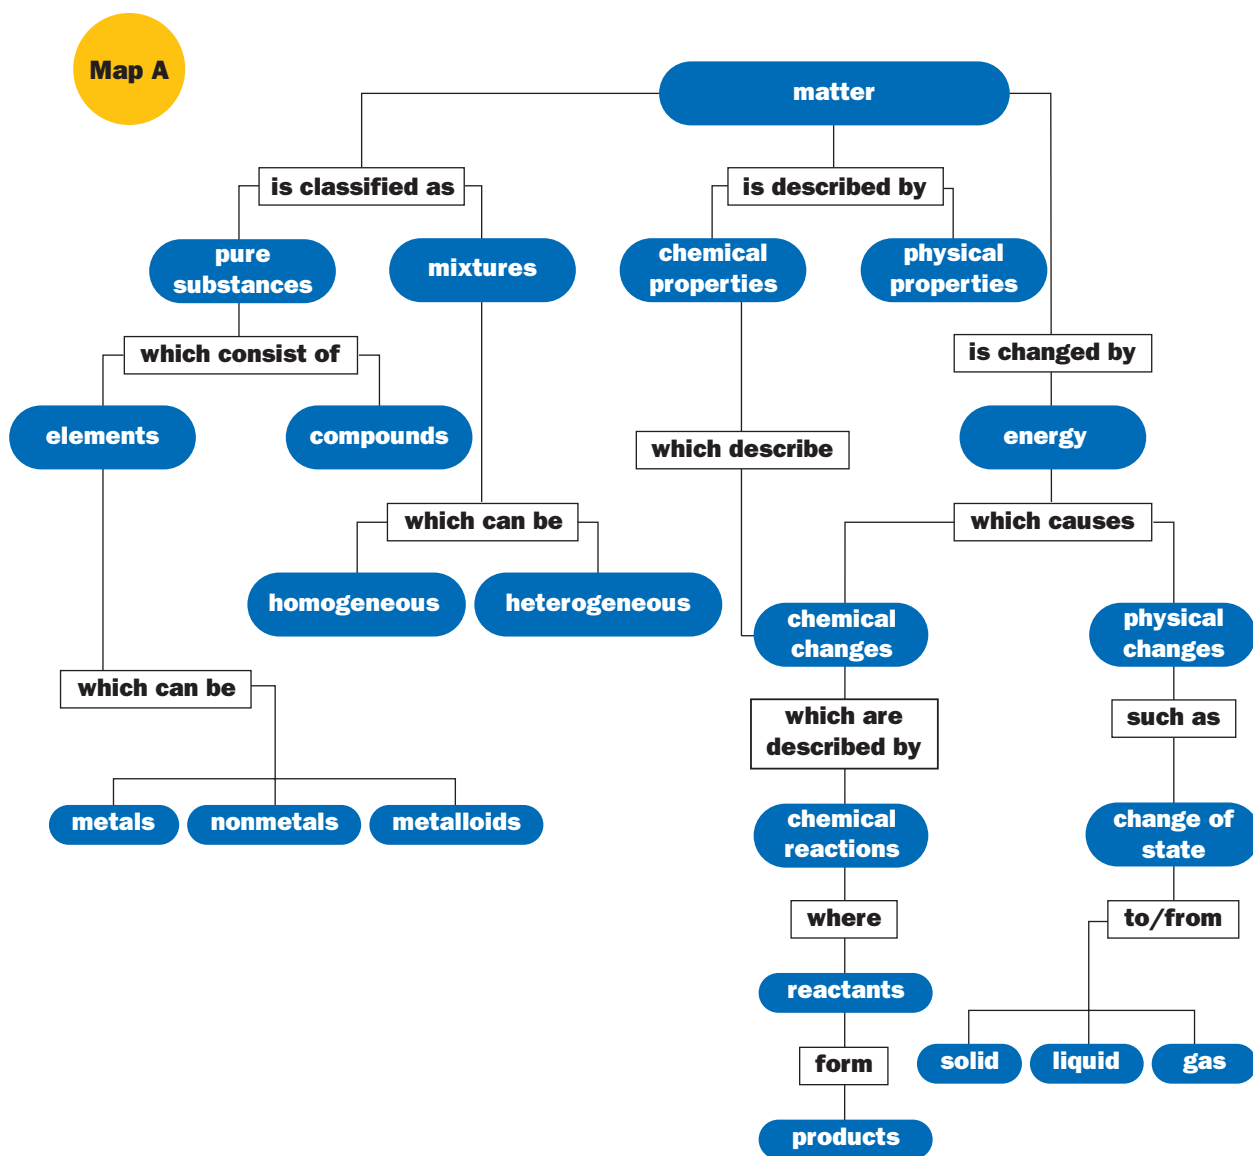 Map A
matter
is classified as
is described by
pure
substances
mixtures
chemical
properties
physical
properties
which consist of
is changed by
elements
compounds
which describe
energy
which can be
which causes
homogeneous
heterogeneous
chemical
changes
physical
changes
which can be
which are
described by
such as
metals
nonmetals
metalloids
chemical
reactions
change of
state
where
to/from
reactants
solid
liquid
gas
form
products